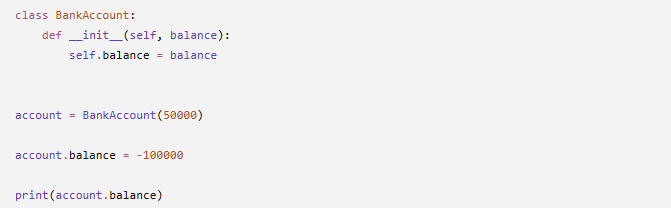 class BankAccount:
    def __init__(self, balance):
        self.balance = balance
account = BankAccount(50000)
account.balance = -100000
print(account.balance)